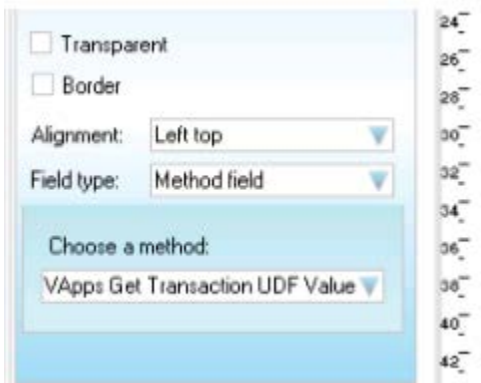 Transparent
Border
Alignment: Left top
Field type: Method field
Choose a method:
VApps Get Transaction UDF Value
24
26
28
30
32
34
36
38
40
42